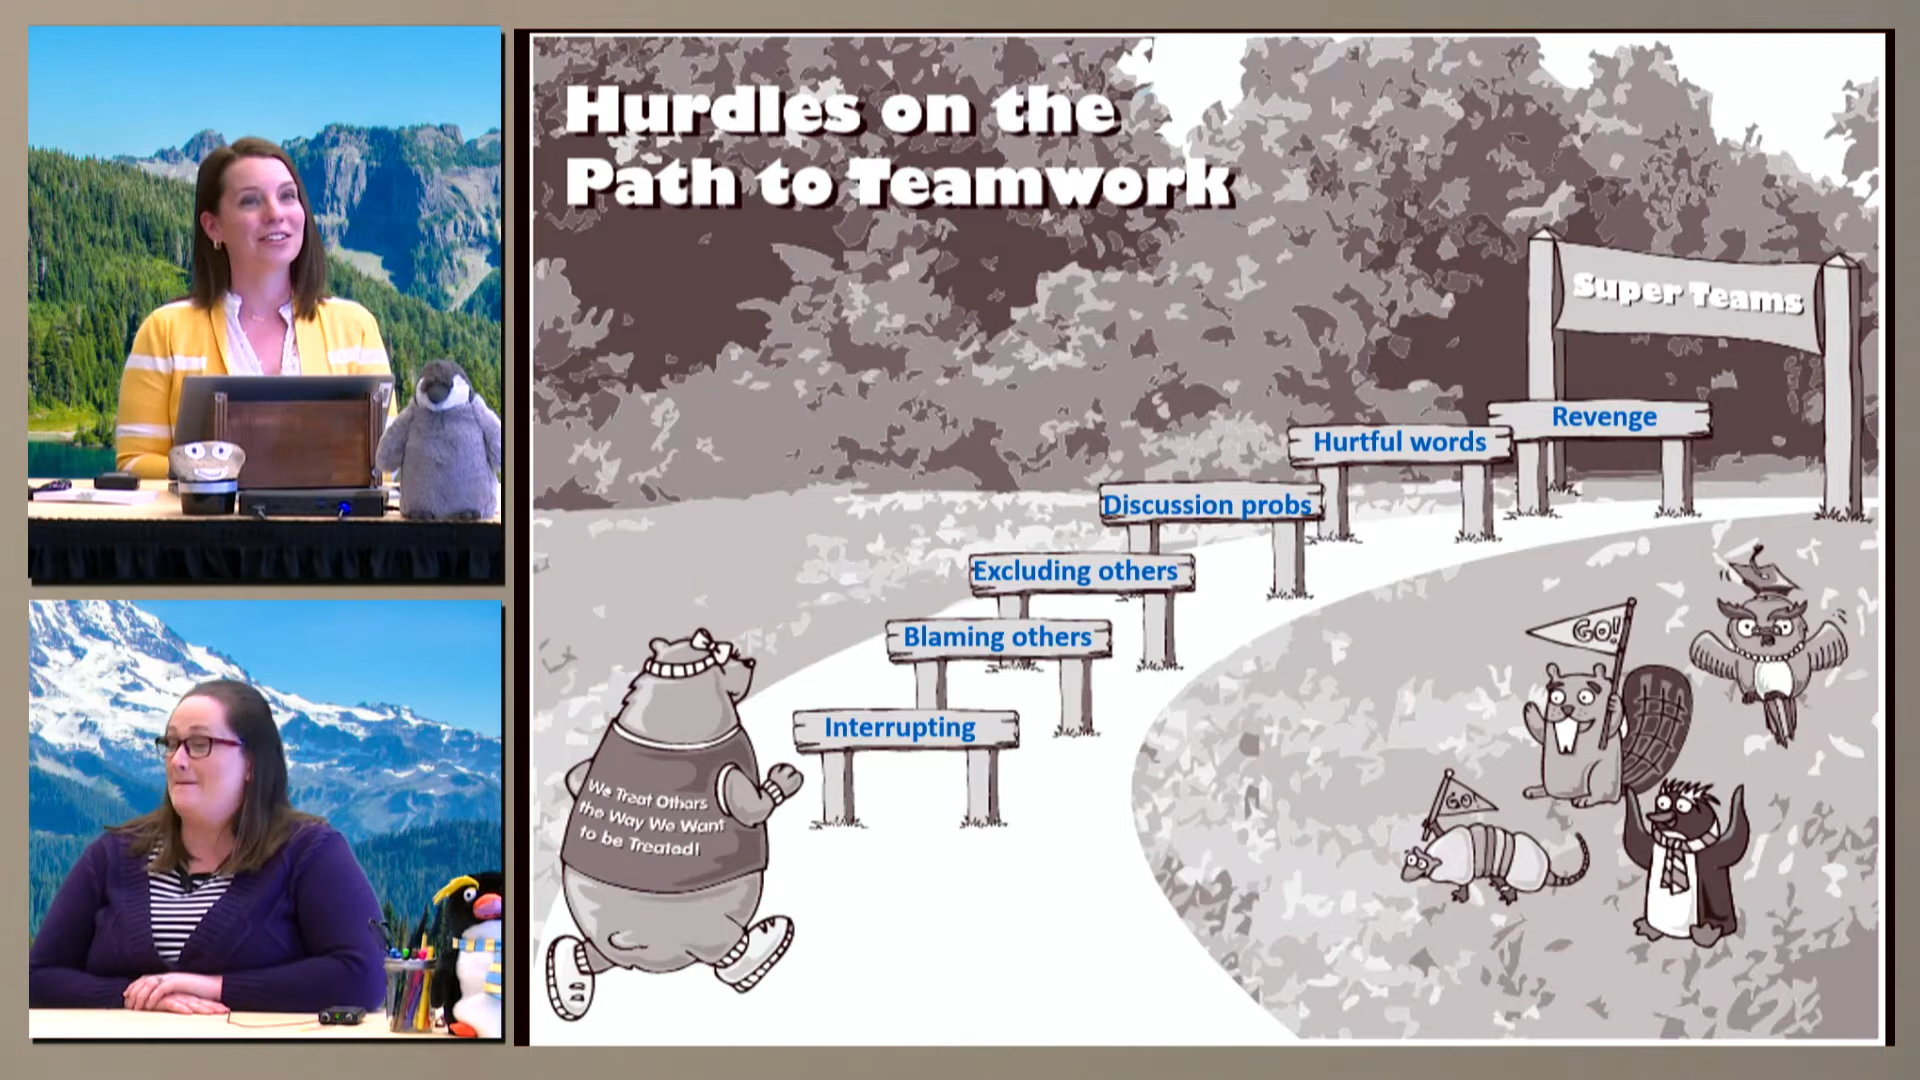 Hurdles on the
Path to Teamwork
Super Teams
Revenge
Hurtful words
Discussion probs
Excluding others
Blaming others
Interrupting
We Treat Others
the Way We Want
to be Treated!
GO!
GO!